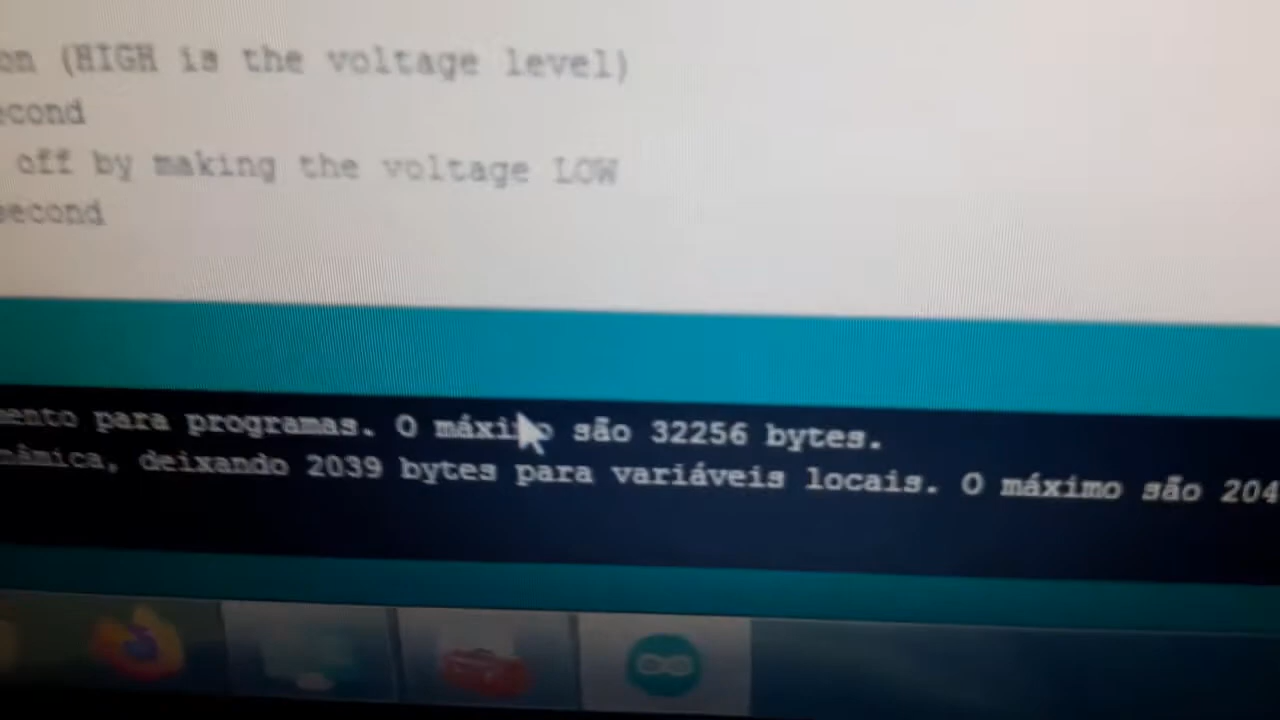 on (HIGH is the voltage level)
econd
off by making the voltage LOW
second
mento para programas. O máximo são 32256 bytes.
nâmica, deixando 2039 bytes para variáveis locais. O máximo são 204